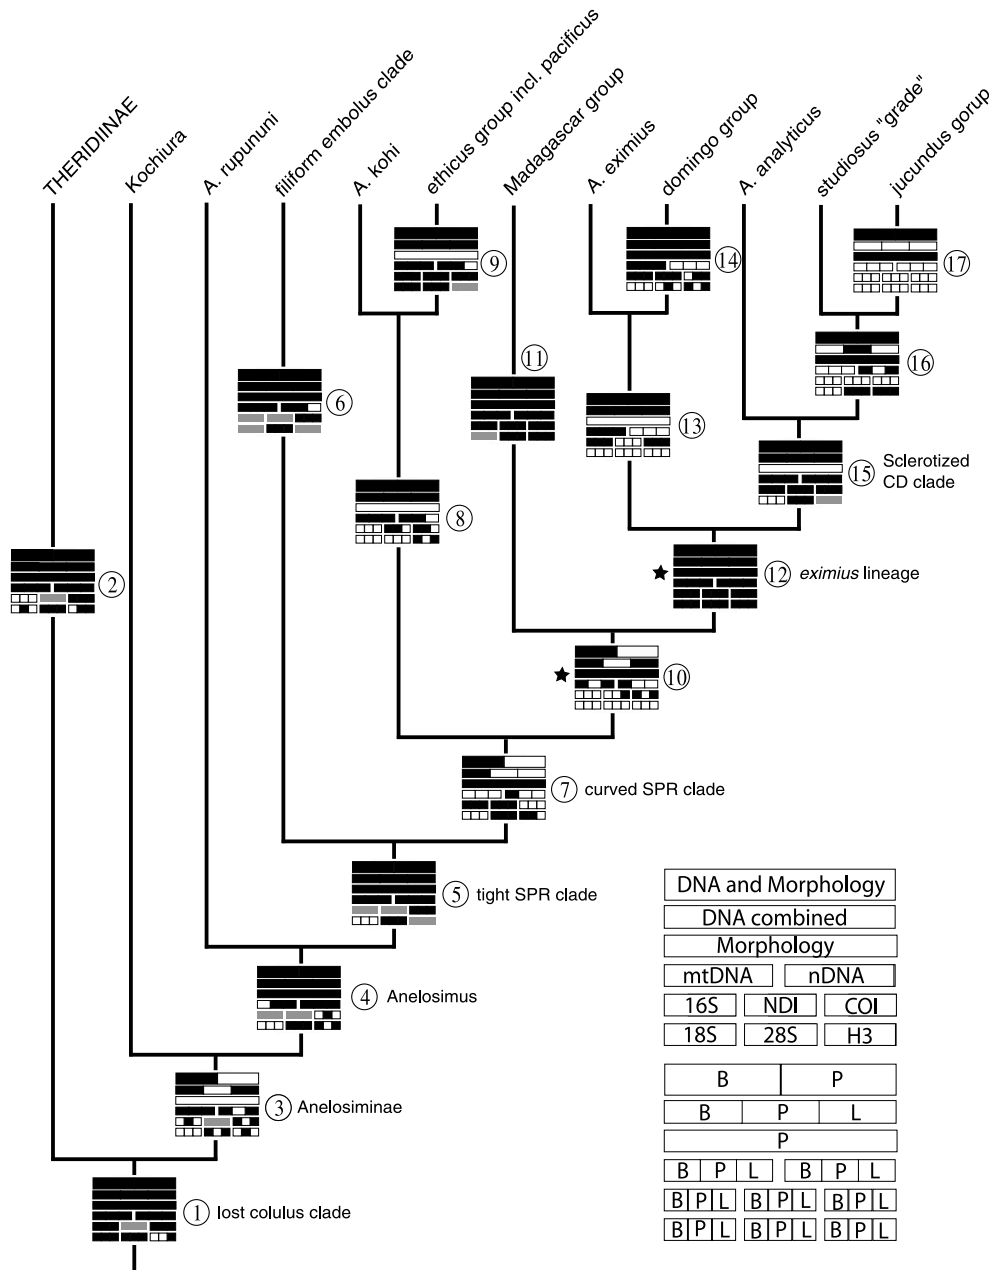 THERIDIINAE
Kochiura
A. rupununi
filiform embolus clade
A. kohi
ethicus group incl. pacificus
Madagascar group
A. eximius
domingo group
A. analyticus
studiosus "grade"
jucundus gorup
9
14
17
11
16
6
13
15 Sclerotized
CD clade
8
12 eximius lineage
2
10
7 curved SPR clade
5 tight SPR clade
4 Anelosimus
3 Anelosiminae
1 lost colulus clade
DNA and Morphology
DNA combined
Morphology
mtDNA nDNA
16S NDI COI
18S 28S H3
B P
B P L
P
B P L B P L
B P L B P L B P L
B P L B P L B P L